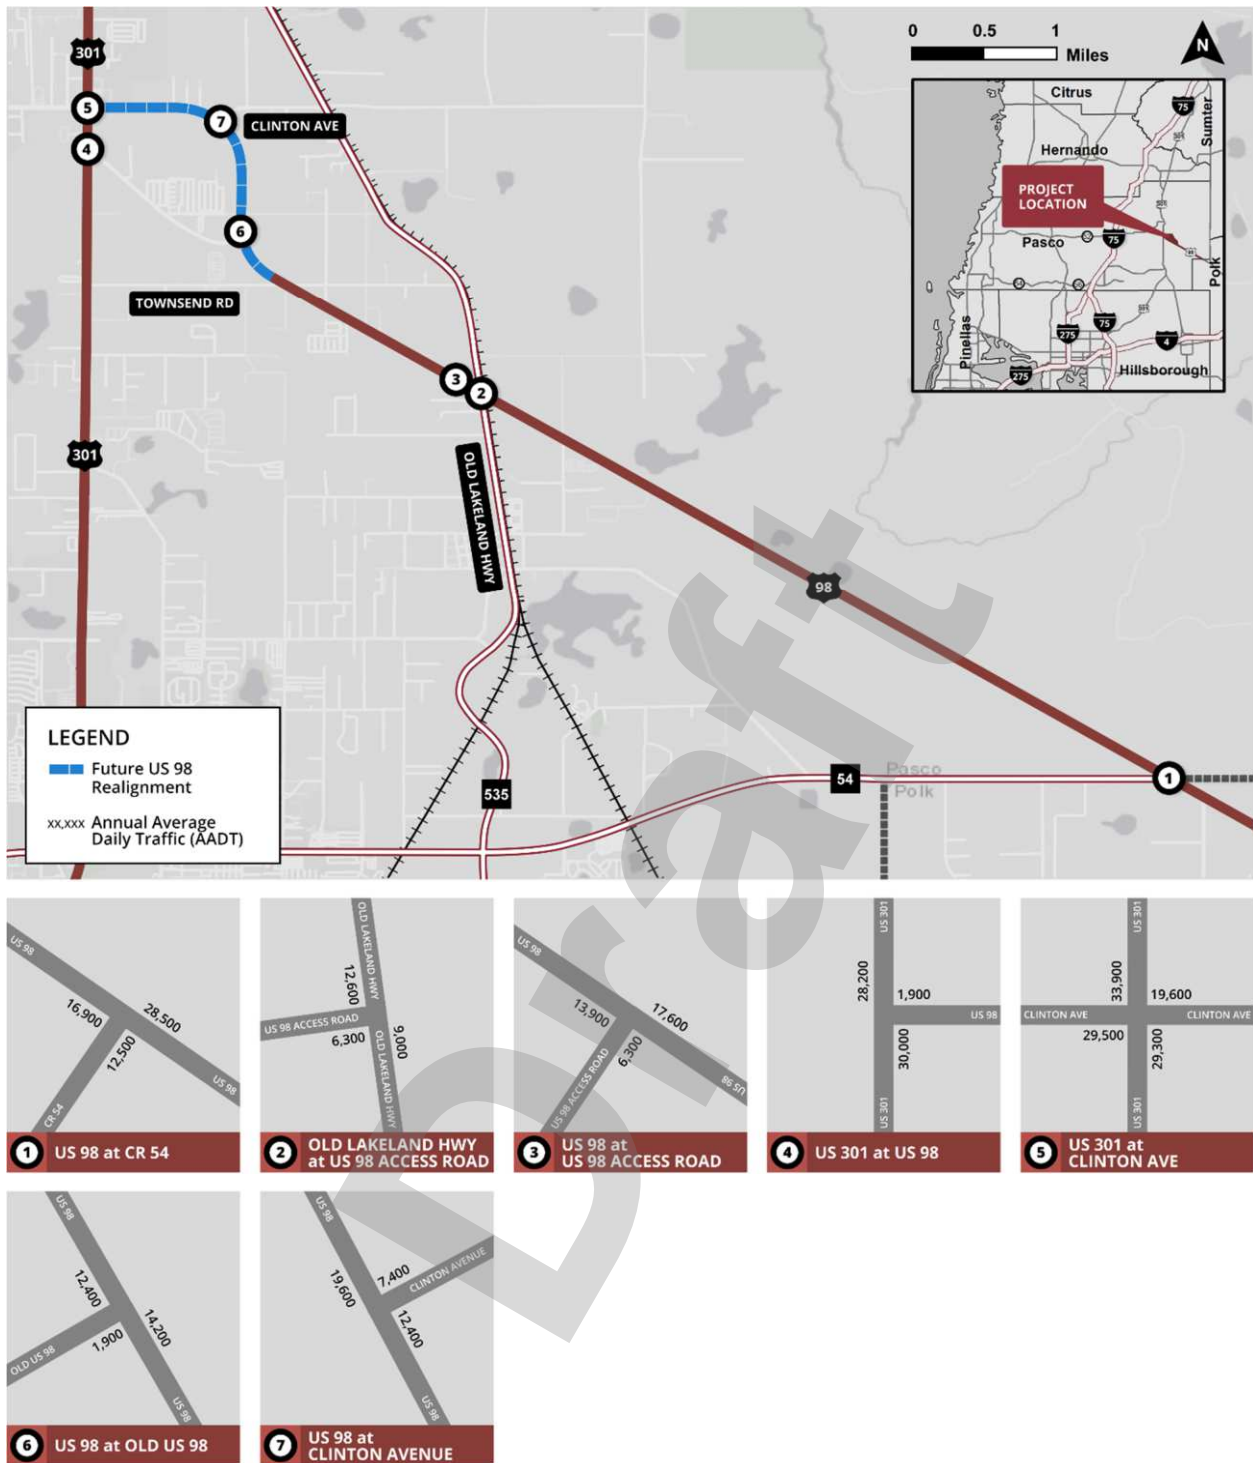 301
5
7
CLINTON AVE
4
6
TOWNSEND RD
3
2
301
OLD LAKELAND HWY
98
1
54
535
Pasco
Polk
0 0.5 1
Miles
N
Citrus
75
Sumter
Hernando
PROJECT
LOCATION
Pasco
75
Polk
Pinellas
275
75
4
275
Hillsborough
LEGEND
Future US 98
Realignment
xx,xxx Annual Average
Daily Traffic (AADT)
Draft
US 98
16,900
28,500
12,500
CR 54
US 98
1 US 98 at CR 54
OLD LAKELAND HWY
12,600
US 98 ACCESS ROAD
6,300
9,000
OLD LAKELAND HWY
2 OLD LAKELAND HWY
at US 98 ACCESS ROAD
US 98
13,900
17,600
6,300
US 98 ACCESS ROAD
US 98
3 US 98 at
US 98 ACCESS ROAD
US 301
28,200
1,900
US 98
30,000
US 301
4 US 301 at US 98
US 301
33,900
19,600
CLINTON AVE
CLINTON AVE
29,500
29,300
US 301
5 US 301 at
CLINTON AVE
US 98
12,400
14,200
1,900
OLD US 98
US 98
6 US 98 at OLD US 98
US 98
19,600
7,400
CLINTON AVENUE
12,400
US 98
7 US 98 at
CLINTON AVENUE